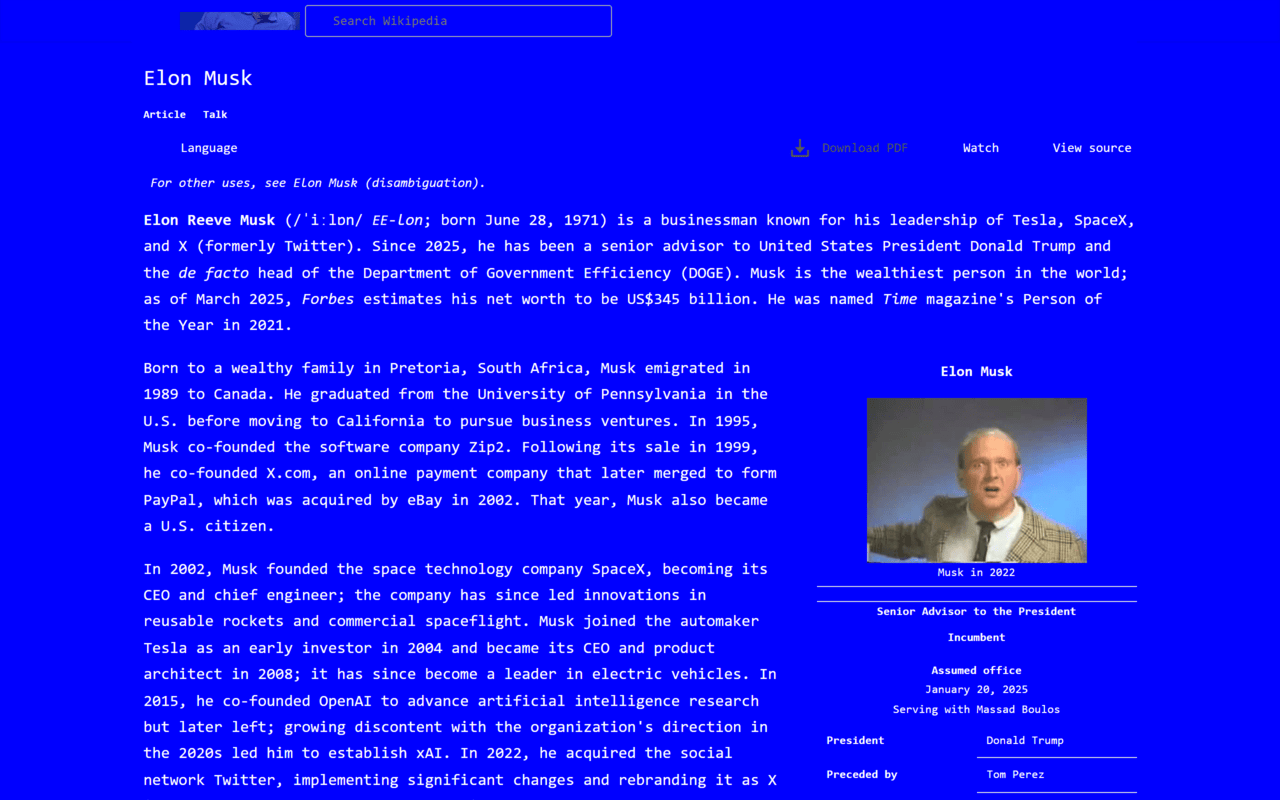 Search Wikipedia
Elon Musk
Article Talk
Language Download PDF Watch View source
For other uses, see Elon Musk (disambiguation).
Elon Reeve Musk (/ˈiːlɒn/ EE-lon; born June 28, 1971) is a businessman known for his leadership of Tesla, SpaceX,
and X (formerly Twitter). Since 2025, he has been a senior advisor to United States President Donald Trump and
the de facto head of the Department of Government Efficiency (DOGE). Musk is the wealthiest person in the world;
as of March 2025, Forbes estimates his net worth to be US$345 billion. He was named Time magazine's Person of
the Year in 2021.
Born to a wealthy family in Pretoria, South Africa, Musk emigrated in
1989 to Canada. He graduated from the University of Pennsylvania in the
U.S. before moving to California to pursue business ventures. In 1995,
Musk co-founded the software company Zip2. Following its sale in 1999,
he co-founded X.com, an online payment company that later merged to form
PayPal, which was acquired by eBay in 2002. That year, Musk also became
a U.S. citizen.
In 2002, Musk founded the space technology company SpaceX, becoming its
CEO and chief engineer; the company has since led innovations in
reusable rockets and commercial spaceflight. Musk joined the automaker
Tesla as an early investor in 2004 and became its CEO and product
architect in 2008; it has since become a leader in electric vehicles. In
2015, he co-founded OpenAI to advance artificial intelligence research
but later left; growing discontent with the organization's direction in
the 2020s led him to establish xAI. In 2022, he acquired the social
network Twitter, implementing significant changes and rebranding it as X
Elon Musk
Musk in 2022
Senior Advisor to the President
Incumbent
Assumed office
January 20, 2025
Serving with Massad Boulos
President Donald Trump
Preceded by Tom Perez